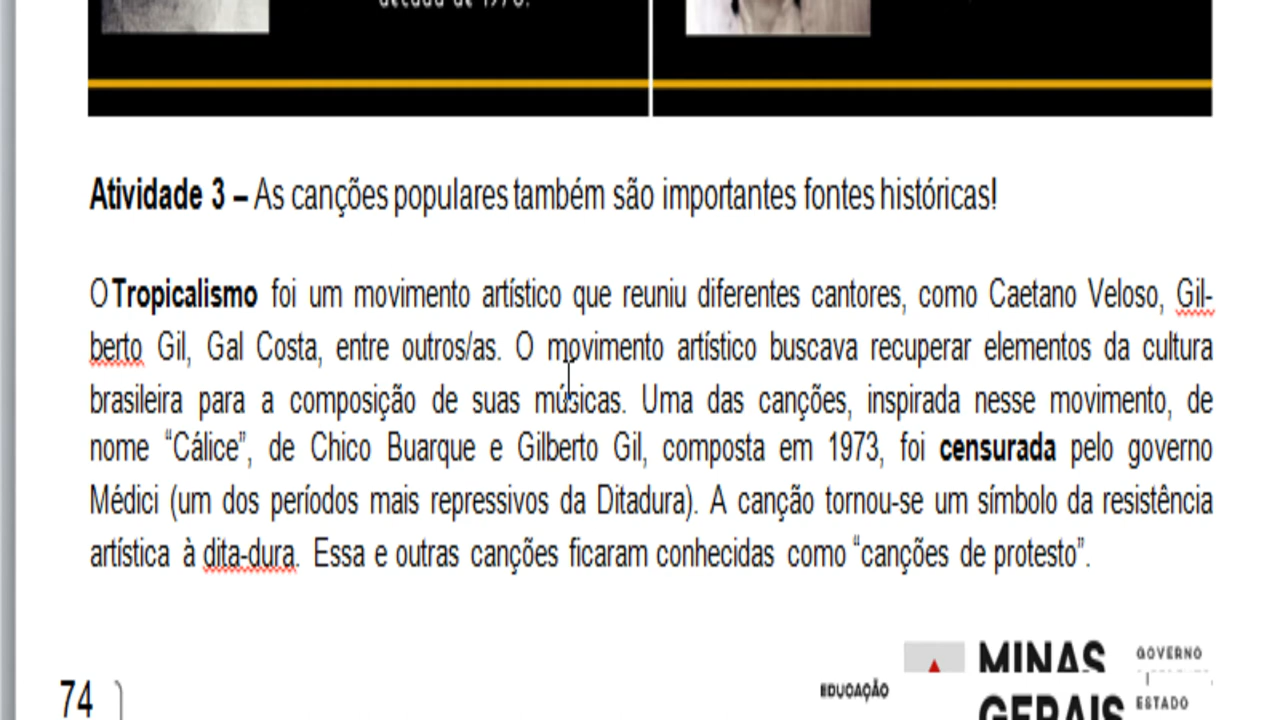 década de 1970.
Atividade 3 – As canções populares também são importantes fontes históricas!
O Tropicalismo foi um movimento artístico que reuniu diferentes cantores, como Caetano Veloso, Gil-
berto Gil, Gal Costa, entre outros/as. O movimento artístico buscava recuperar elementos da cultura
brasileira para a composição de suas músicas. Uma das canções, inspirada nesse movimento, de
nome “Cálice”, de Chico Buarque e Gilberto Gil, composta em 1973, foi censurada pelo governo
Médici (um dos períodos mais repressivos da Ditadura). A canção tornou-se um símbolo da resistência
artística à dita-dura. Essa e outras canções ficaram conhecidas como “canções de protesto”.
74
EDUCAÇÃO
MINAS
GERAIS
GOVERNO
ESTADO